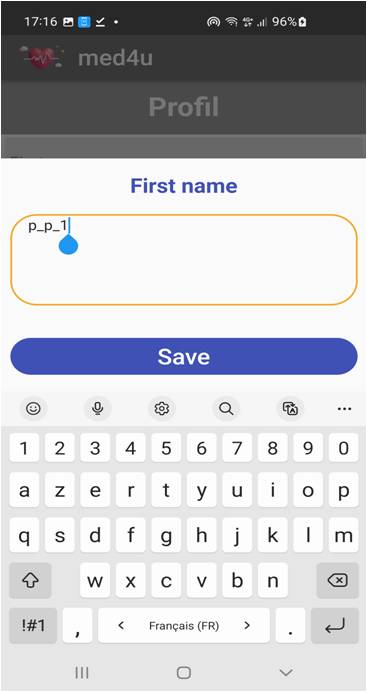 17:16 96%
med4u
Profil
First name
p_p_1
Save
1 2 3 4 5 6 7 8 9 0
a z e r t y u i o p
q s d f g h j k l m
w x c v b n
!#1 , < Français (FR) > .